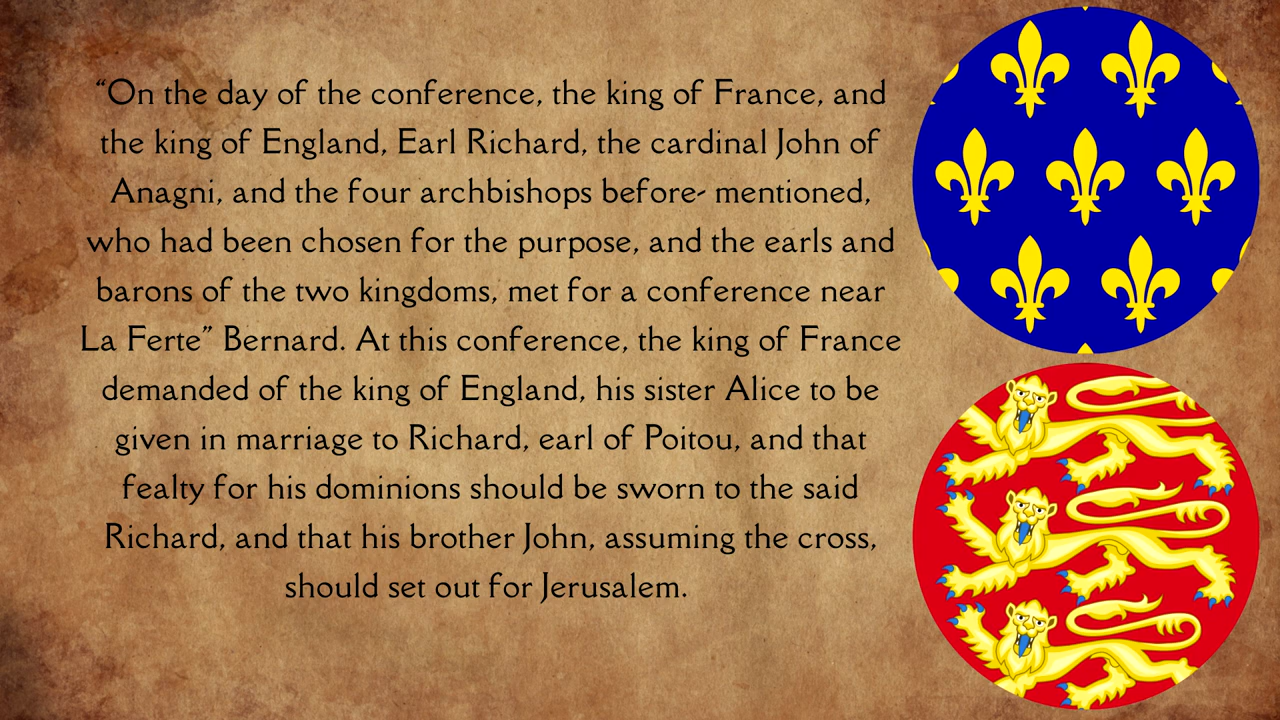 “On the day of the conference, the king of France, and
the king of England, Earl Richard, the cardinal John of
Anagni, and the four archbishops before- mentioned,
who had been chosen for the purpose, and the earls and
barons of the two kingdoms, met for a conference near
La Ferte” Bernard. At this conference, the king of France
demanded of the king of England, his sister Alice to be
given in marriage to Richard, earl of Poitou, and that
fealty for his dominions should be sworn to the said
Richard, and that his brother John, assuming the cross,
should set out for Jerusalem.